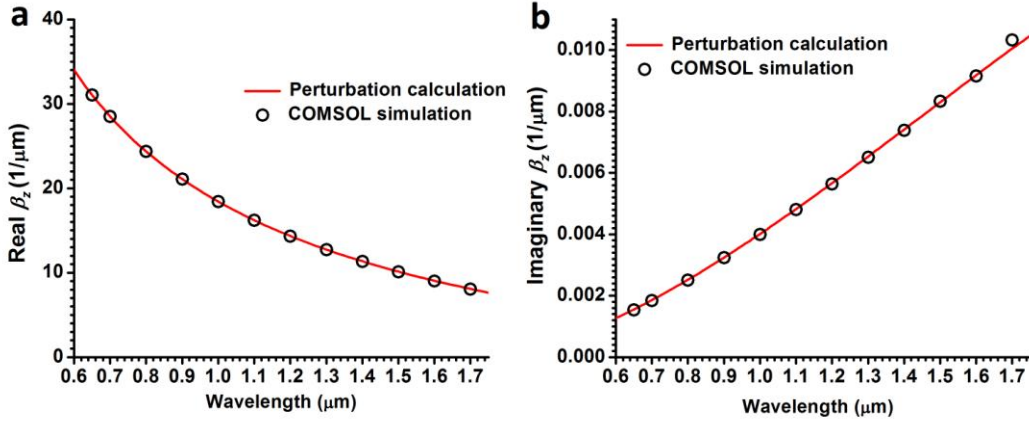 a
Real βz (1/μm)
40
30
20
10
0
Perturbation calculation
COMSOL simulation
0.6 0.7 0.8 0.9 1.0 1.1 1.2 1.3 1.4 1.5 1.6 1.7
Wavelength (μm)
b
Imaginary βz (1/μm)
0.010
0.008
0.006
0.004
0.002
0.000
Perturbation calculation
COMSOL simulation
0.6 0.7 0.8 0.9 1.0 1.1 1.2 1.3 1.4 1.5 1.6 1.7
Wavelength (μm)